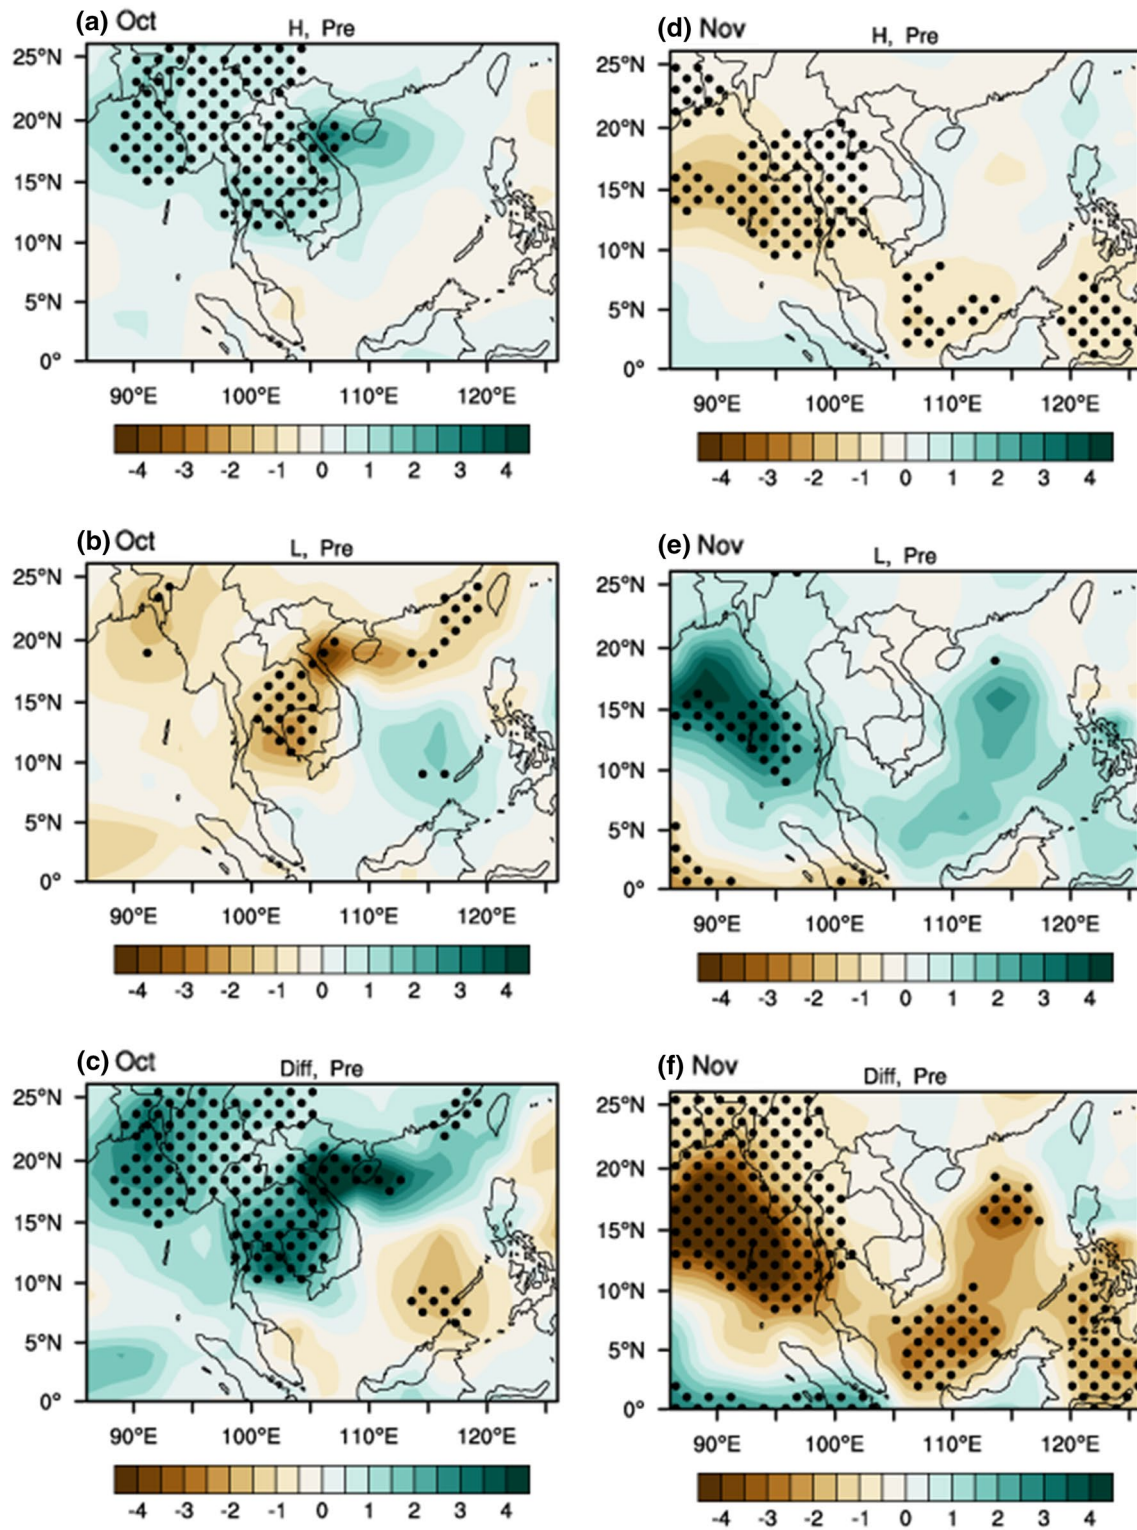 (a) Oct
H, Pre
25°N
20°N
15°N
10°N
5°N
0°
90°E 100°E 110°E 120°E
-4 -3 -2 -1 0 1 2 3 4
(d) Nov
H, Pre
25°N
20°N
15°N
10°N
5°N
0°
90°E 100°E 110°E 120°E
-4 -3 -2 -1 0 1 2 3 4
(b) Oct
L, Pre
25°N
20°N
15°N
10°N
5°N
0°
90°E 100°E 110°E 120°E
-4 -3 -2 -1 0 1 2 3 4
(e) Nov
L, Pre
25°N
20°N
15°N
10°N
5°N
0°
90°E 100°E 110°E 120°E
-4 -3 -2 -1 0 1 2 3 4
(c) Oct
Diff, Pre
25°N
20°N
15°N
10°N
5°N
0°
90°E 100°E 110°E 120°E
-4 -3 -2 -1 0 1 2 3 4
(f) Nov
Diff, Pre
25°N
20°N
15°N
10°N
5°N
0°
90°E 100°E 110°E 120°E
-4 -3 -2 -1 0 1 2 3 4